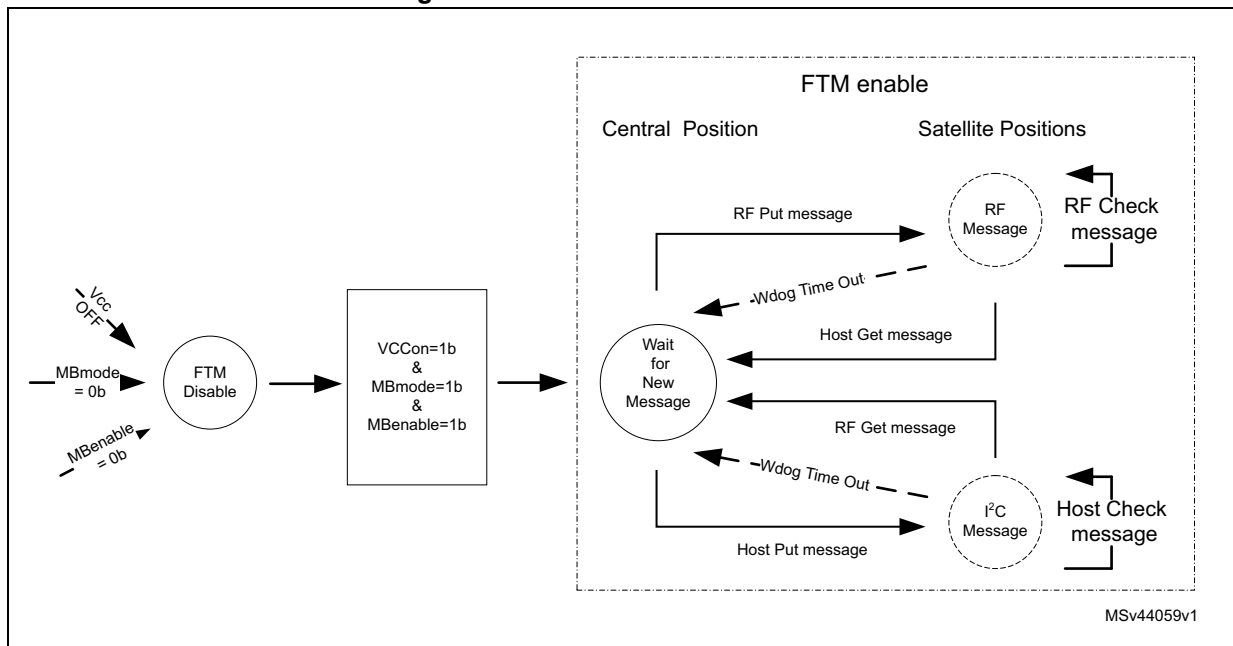 FTM enable
Central Position
Satellite Positions
RF Put message
RF
Message
RF Check
message
Wdog Time Out
Host Get message
Vcc
OFF
MBmode
= 0b
MBenable
= 0b
FTM
Disable
VCCon=1b
&
MBmode=1b
&
MBenable=1b
Wait
for
New
Message
RF Get message
Wdog Time Out
I²C
Message
Host Check
message
Host Put message
MSv44059v1